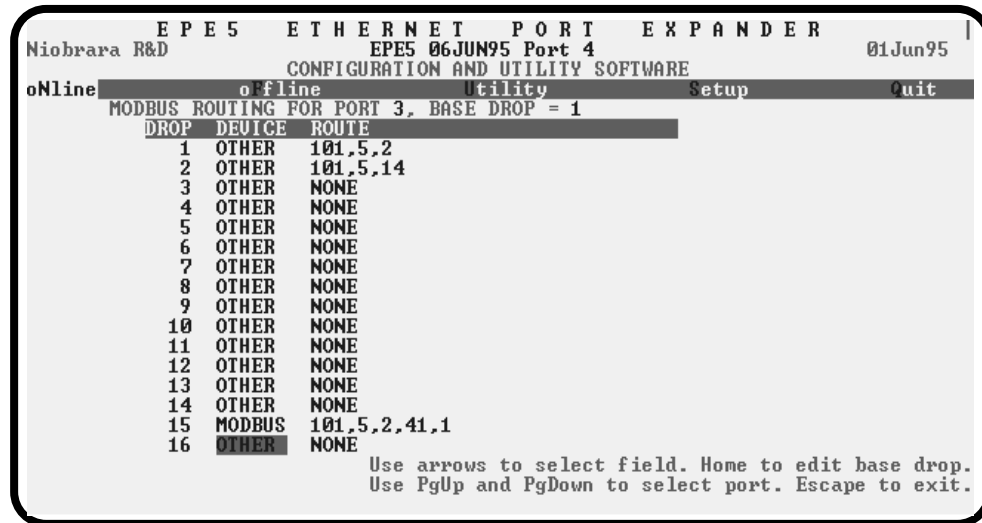 E P E 5 E T H E R N E T P O R T E X P A N D E R
Niobrara R&D EPE5 06JUN95 Port 4 01Jun95
CONFIGURATION AND UTILITY SOFTWARE
oNline oFfline Utility Setup Quit
MODBUS ROUTING FOR PORT 3, BASE DROP = 1
DROP DEVICE ROUTE
1 OTHER 101,5,2
2 OTHER 101,5,14
3 OTHER NONE
4 OTHER NONE
5 OTHER NONE
6 OTHER NONE
7 OTHER NONE
8 OTHER NONE
9 OTHER NONE
10 OTHER NONE
11 OTHER NONE
12 OTHER NONE
13 OTHER NONE
14 OTHER NONE
15 MODBUS 101,5,2,41,1
16 OTHER NONE
Use arrows to select field. Home to edit base drop.
Use PgUp and PgDown to select port. Escape to exit.